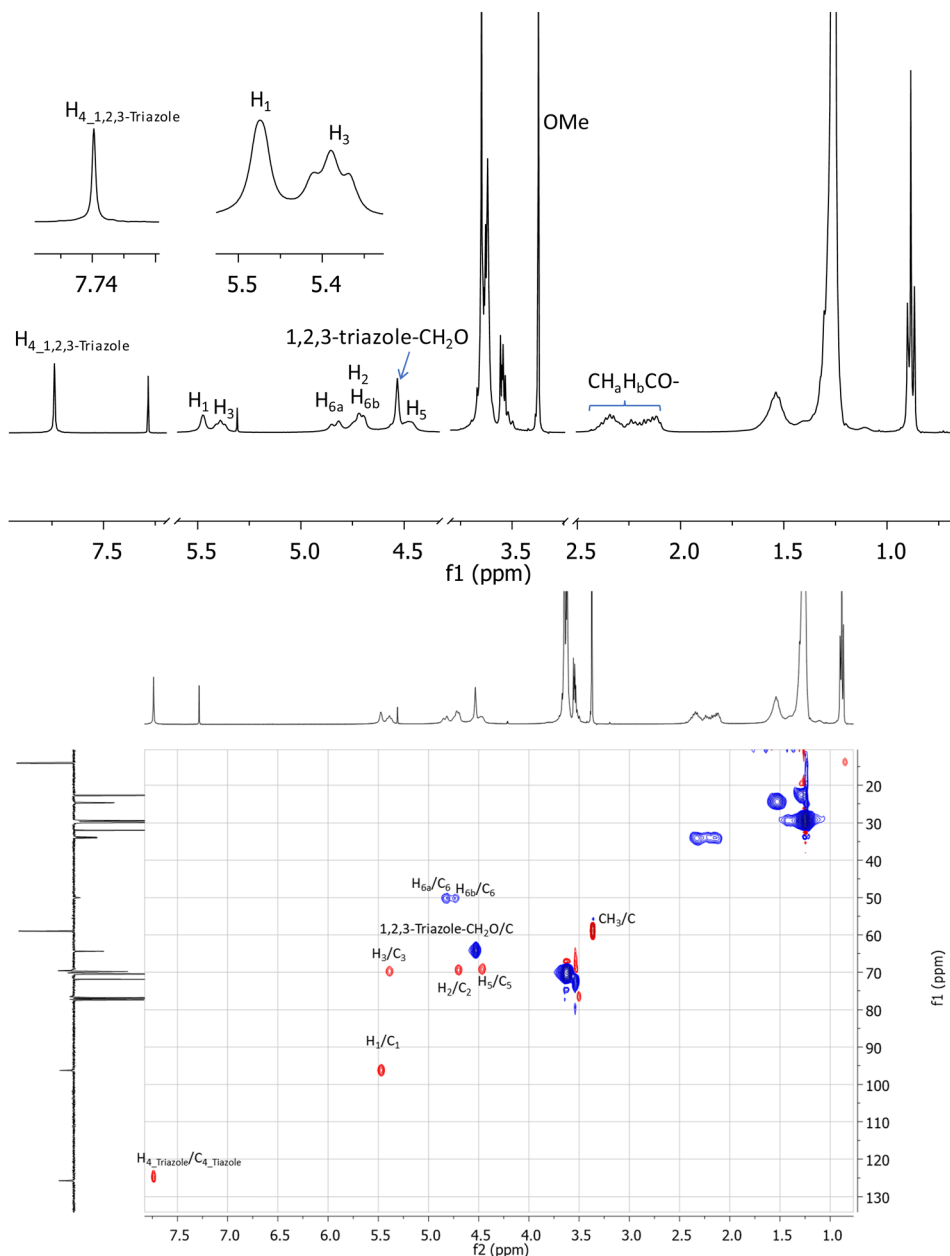 H4_1,2,3-Triazole
H1
H3
7.74
5.5 5.4
OMe
H4_1,2,3-Triazole
H1
H3
H6a
H2
H6b
1,2,3-triazole-CH2O
H5
CHaHbCO-
7.5 5.5 5.0 4.5 3.5 2.5 2.0 1.5 1.0
f1 (ppm)
H6a/C6
H6b/C6
1,2,3-Triazole-CH2O/C
CH3/C
H3/C3
H2/C2
H5/C5
H1/C1
H4_Triazole/C4_Tiazole
20
30
40
50
60
70
80
90
100
110
120
130
f1 (ppm)
7.5 7.0 6.5 6.0 5.5 5.0 4.5 4.0 3.5 3.0 2.5 2.0 1.5 1.0
f2 (ppm)